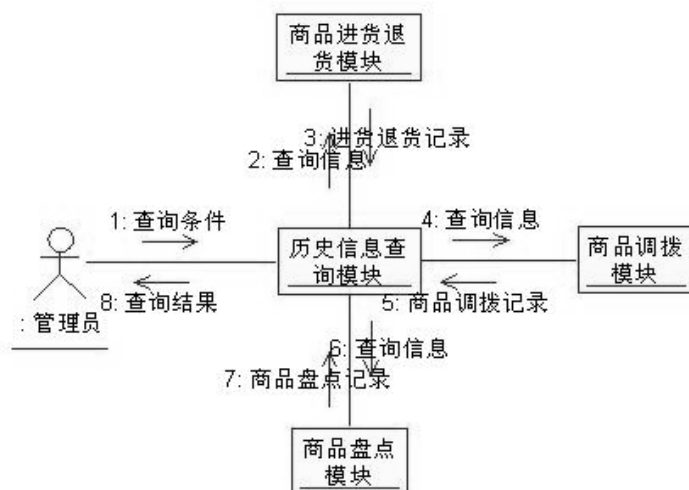 商品进货退
货模块
3: 进货退货记录
2: 查询信息
1: 查询条件
4: 查询信息
历史信息查
询模块
商品调拨
模块
8: 查询结果
5: 商品调拨记录
: 管理员
6: 查询信息
7: 商品盘点记录
商品盘点
模块